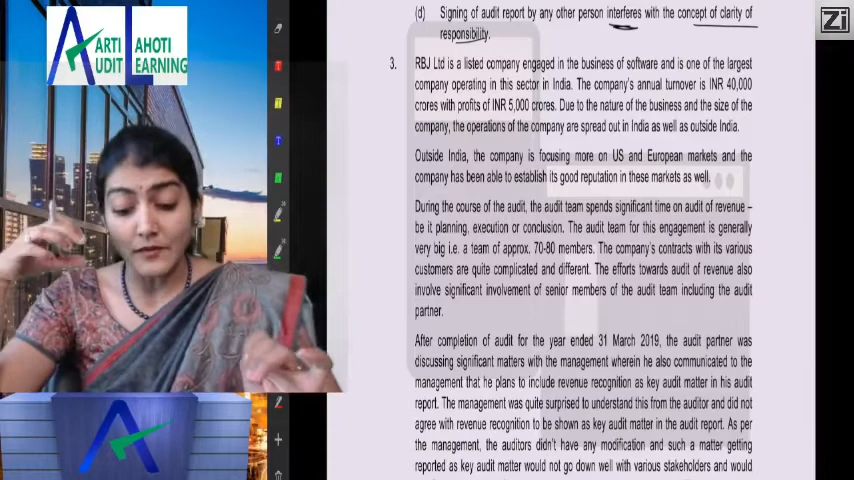 ARTI LAHOTI
AUDIT LEARNING
Zi
(d) Signing of audit report by any other person interferes with the concept of clarity of
responsibility.
3. RBJ Ltd is a listed company engaged in the business of software and is one of the largest
company operating in this sector in India. The company's annual turnover is INR 40,000
crores with profits of INR 5,000 crores. Due to the nature of the business and the size of the
company, the operations of the company are spread out in India as well as outside India.
Outside India, the company is focusing more on US and European markets and the
company has been able to establish its good reputation in these markets as well.
During the course of the audit, the audit team spends significant time on audit of revenue –
be it planning, execution or conclusion. The audit team for this engagement is generally
very big i.e. a team of approx. 70-80 members. The company's contracts with its various
customers are quite complicated and different. The efforts towards audit of revenue also
involve significant involvement of senior members of the audit team including the audit
partner.
After completion of audit for the year ended 31 March 2019, the audit partner was
discussing significant matters with the management wherein he also communicated to the
management that he plans to include revenue recognition as key audit matter in his audit
report. The management was quite surprised to understand this from the auditor and did not
agree with revenue recognition to be shown as key audit matter in the audit report. As per
the management, the auditors didn't have any modification and such a matter getting
reported as key audit matter would not go down well with various stakeholders and would